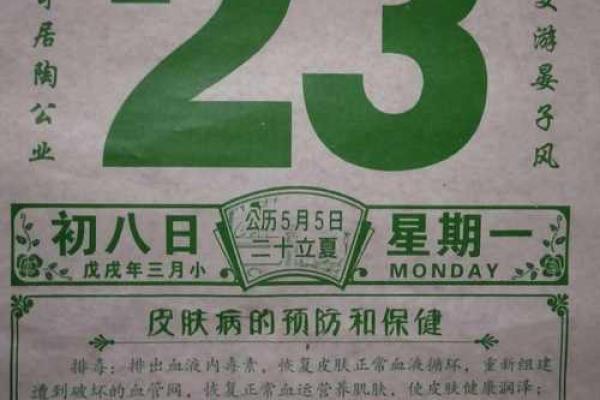 23
居陶公业
游晏子风
初八日
戊戌年三月小
公历5月5日
二十立夏
星期一
MONDAY
皮肤病的预防和保健
排毒：排出血液内毒素，恢复皮肤正常血液循环，重新组建
遭到破坏的血管网，恢复正常血运营养肌肤，使皮肤健康润泽；